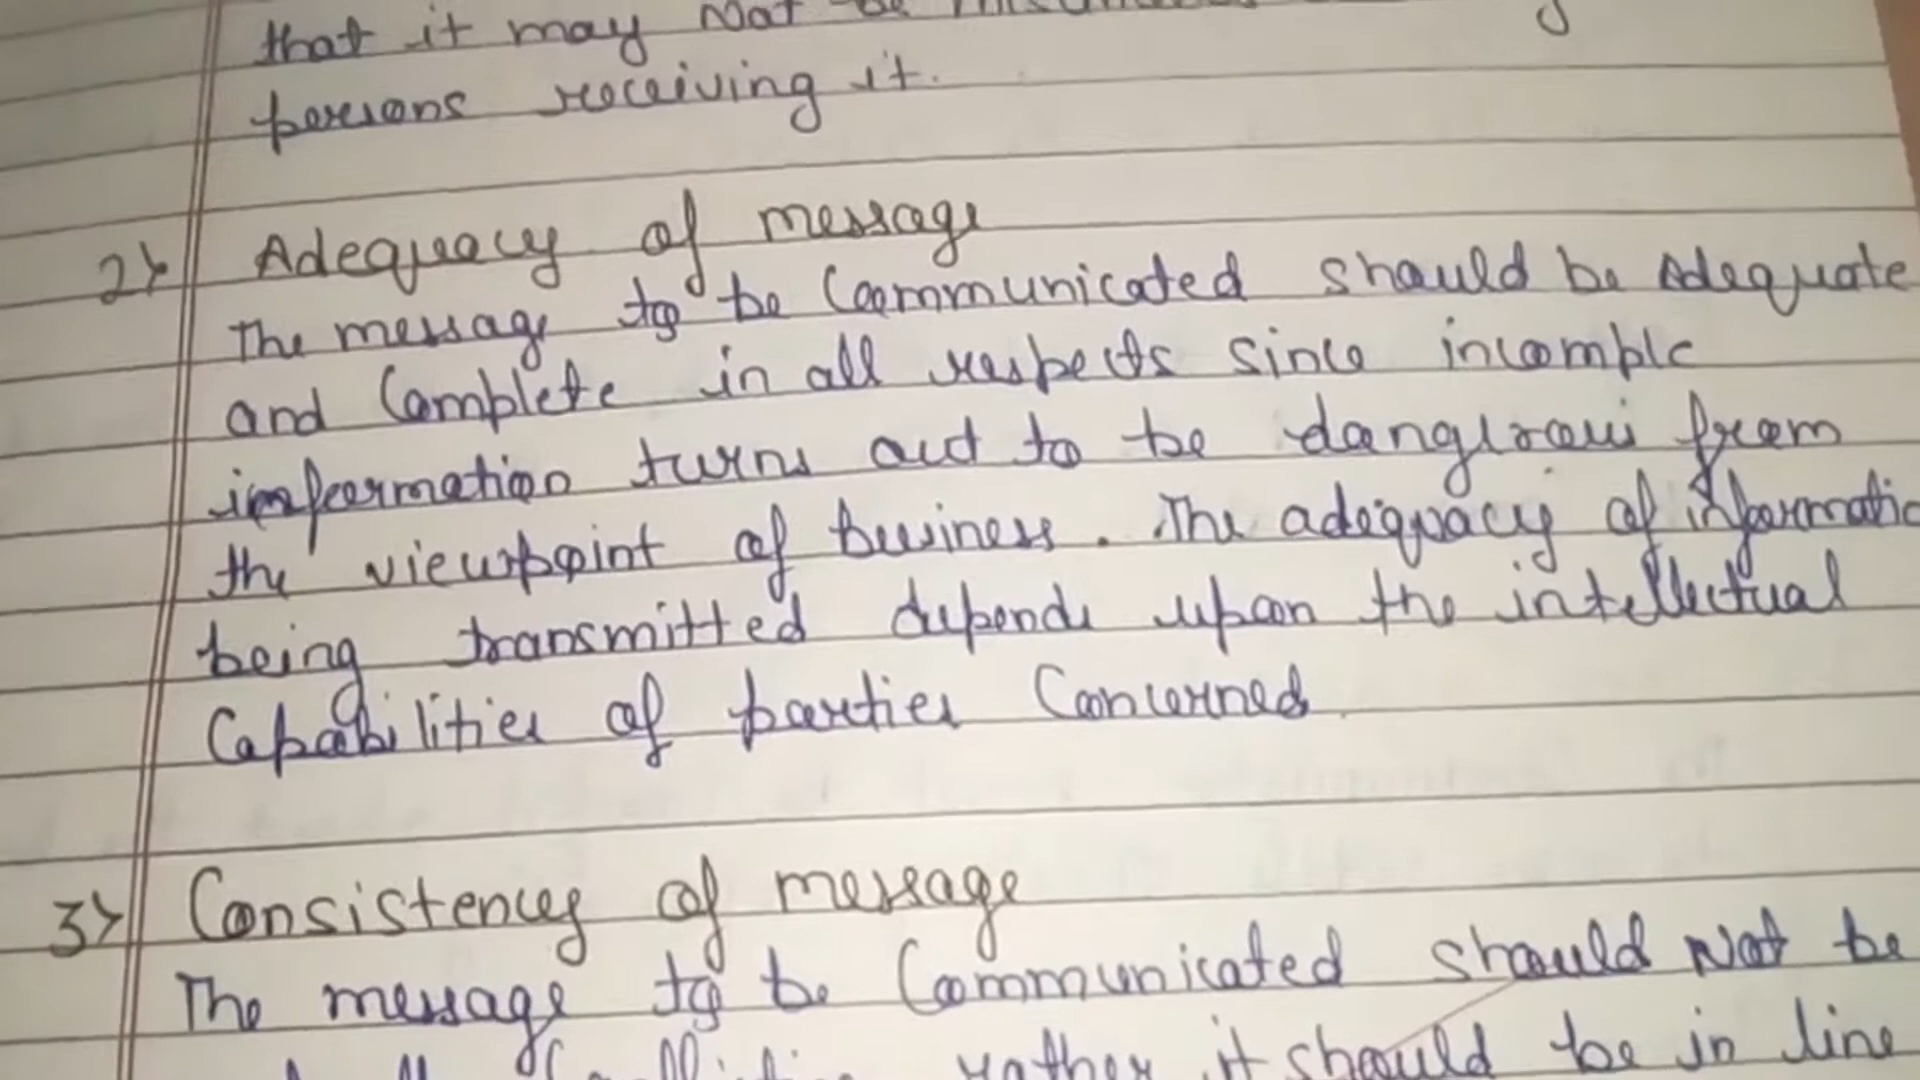 that it may Not be
persons receiving it.
2) Adequacy of message
The message to be Communicated should be Adequate
and Complete in all respects since incomple
information turns out to be dangerous from
the viewpoint of business. The adequacy of informatio
being transmitted depends upon the intellectual
Capabilities of parties Concerned
3) Consistency of message
The message to be Communicated should Not be
rather it should be in line